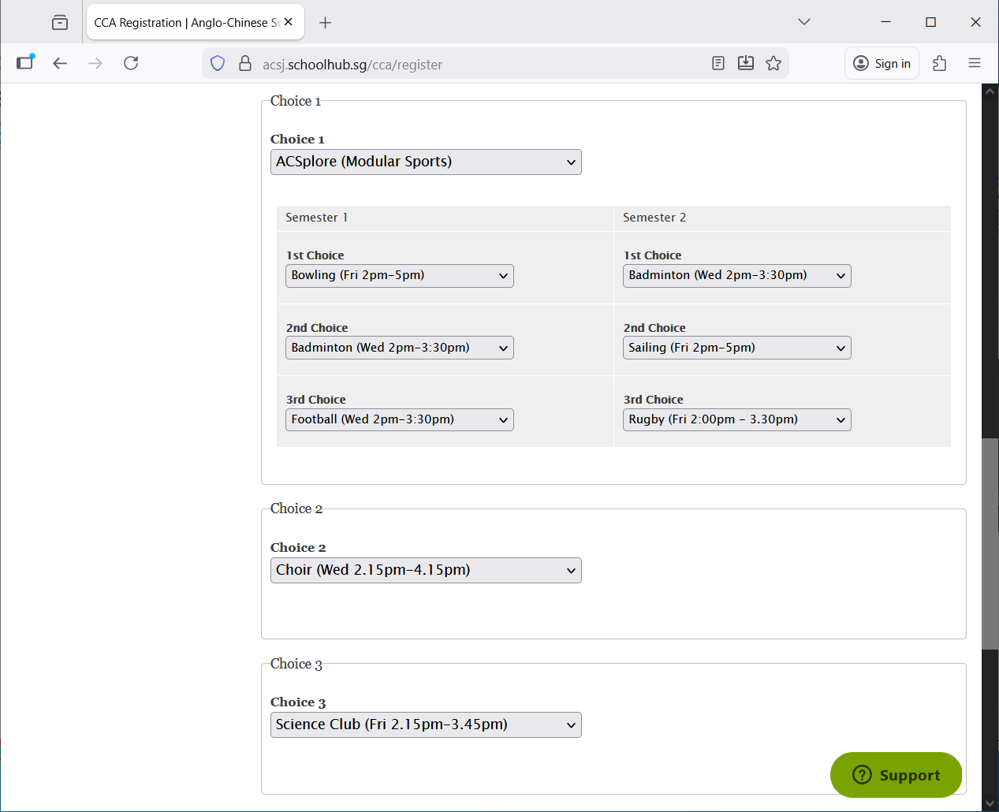 CCA Registration | Anglo-Chinese Sc
acsj.schoolhub.sg/cca/register
Sign in
Choice 1
Choice 1
ACSplore (Modular Sports)
Semester 1
Semester 2
1st Choice
1st Choice
Bowling (Fri 2pm-5pm)
Badminton (Wed 2pm-3:30pm)
2nd Choice
2nd Choice
Badminton (Wed 2pm-3:30pm)
Sailing (Fri 2pm-5pm)
3rd Choice
3rd Choice
Football (Wed 2pm-3:30pm)
Rugby (Fri 2:00pm - 3.30pm)
Choice 2
Choice 2
Choir (Wed 2.15pm-4.15pm)
Choice 3
Choice 3
Science Club (Fri 2.15pm-3.45pm)
Support